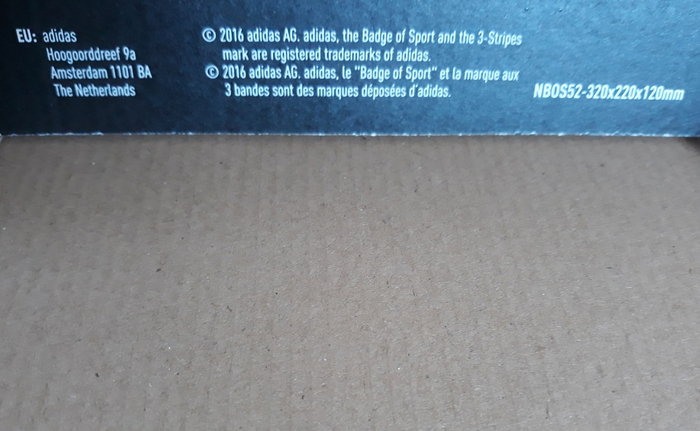 EU: adidas
Hoogoorddreef 9a
Amsterdam 1101 BA
The Netherlands
© 2016 adidas AG. adidas, the Badge of Sport and the 3-Stripes
mark are registered trademarks of adidas.
© 2016 adidas AG. adidas, le "Badge of Sport" et la marque aux
3 bandes sont des marques déposées d'adidas.
NBOS52-320x220x120mm